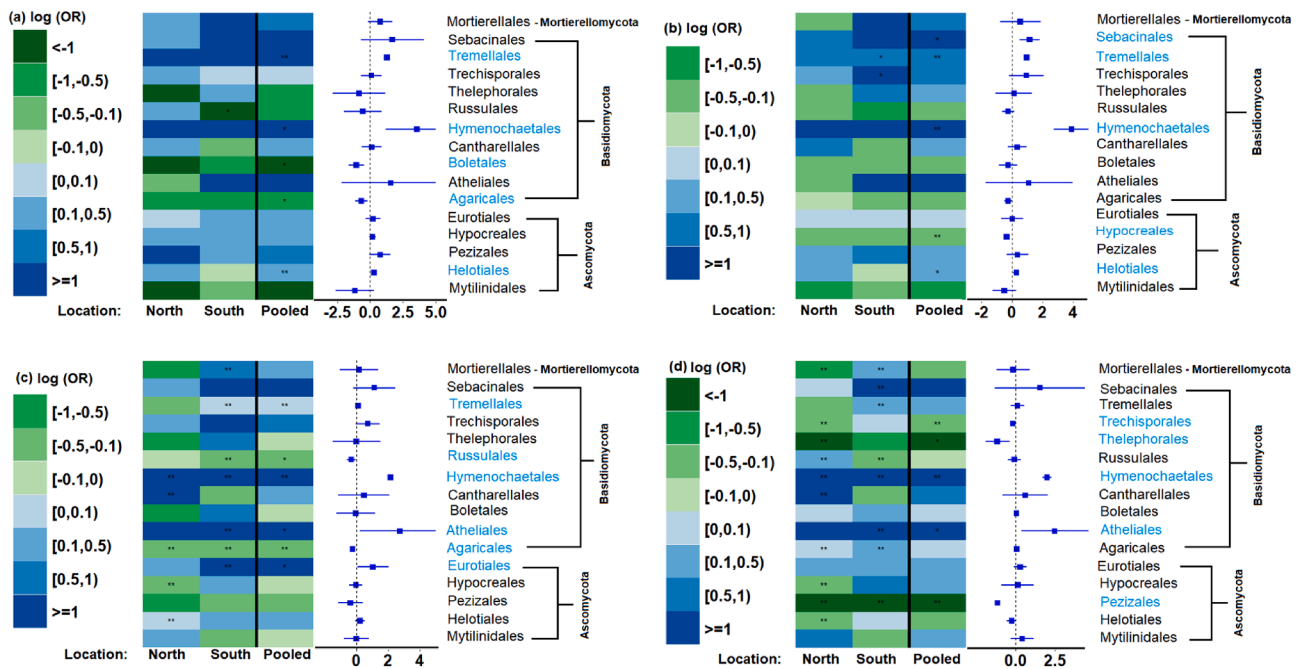 (a) log (OR)
<-1
[-1,-0.5)
[-0.5,-0.1)
[-0.1,0)
[0,0.1)
[0.1,0.5)
[0.5,1)
>=1
Mortierellales - Mortierellomycota
Sebacinales
Tremellales
**
Trechisporales
Thelephorales
Russulales
*
Hymenochaetales
*
Cantharellales
Boletales
*
Atheliales
Agaricales
*
Eurotiales
Hypocreales
Pezizales
Helotiales
**
Mytilinidales
Basidiomycota
Ascomycota
Location: North South Pooled
-2.5 0 2.5 5.0
(b) log (OR)
[-1,-0.5)
[-0.5,-0.1)
[-0.1,0)
[0,0.1)
[0.1,0.5)
[0.5,1)
>=1
Mortierellales - Mortierellomycota
Sebacinales
*
Tremellales
* **
Trechisporales
*
Thelephorales
Russulales
Hymenochaetales
**
Cantharellales
Boletales
Atheliales
Agaricales
Eurotiales
Hypocreales
**
Pezizales
Helotiales
*
Mytilinidales
Basidiomycota
Ascomycota
Location: North South Pooled
-2 0 2 4
(c) log (OR)
[-1,-0.5)
[-0.5,-0.1)
[-0.1,0)
[0,0.1)
[0.1,0.5)
[0.5,1)
>=1
Mortierellales - Mortierellomycota
**
Sebacinales
Tremellales
** **
Trechisporales
Thelephorales
Russulales
** *
Hymenochaetales
** ** **
Cantharellales
**
Boletales
Atheliales
** *
Agaricales
** ** **
Eurotiales
** *
Hypocreales
**
Pezizales
Helotiales
**
Mytilinidales
Basidiomycota
Ascomycota
Location: North South Pooled
0 2 4
(d) log (OR)
<-1
[-1,-0.5)
[-0.5,-0.1)
[-0.1,0)
[0,0.1)
[0.1,0.5)
[0.5,1)
>=1
Mortierellales - Mortierellomycota
** **
Sebacinales
**
Tremellales
**
Trechisporales
** **
Thelephorales
** *
Russulales
** **
Hymenochaetales
** ** **
Cantharellales
**
Boletales
Atheliales
** *
Agaricales
** **
Eurotiales
Hypocreales
**
Pezizales
** ** **
Helotiales
**
Mytilinidales
Basidiomycota
Ascomycota
Location: North South Pooled
0.0 2.5